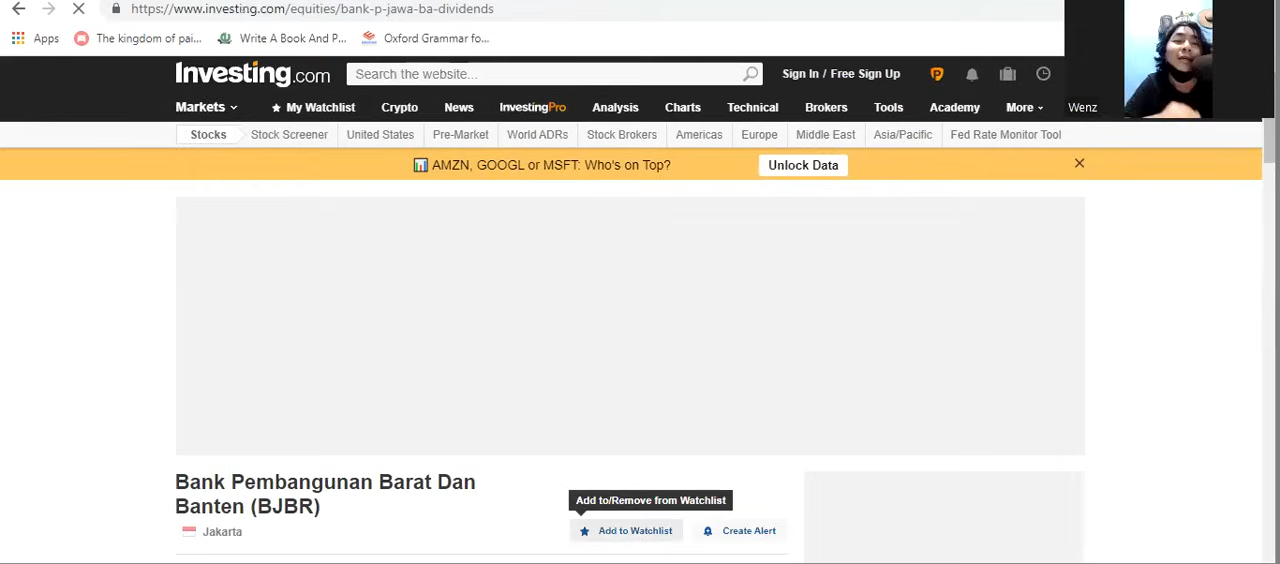 https://www.investing.com/equities/bank-p-jawa-ba-dividends
Apps The kingdom of pai... Write A Book And P... Oxford Grammar fo...
Investing.com Search the website... Sign In / Free Sign Up
Markets My Watchlist Crypto News InvestingPro Analysis Charts Technical Brokers Tools Academy More Wenz
Stocks Stock Screener United States Pre-Market World ADRs Stock Brokers Americas Europe Middle East Asia/Pacific Fed Rate Monitor Tool
AMZN, GOOGL or MSFT: Who's on Top? Unlock Data
Bank Pembangunan Barat Dan
Banten (BJBR)
Add to/Remove from Watchlist
Jakarta Add to Watchlist Create Alert